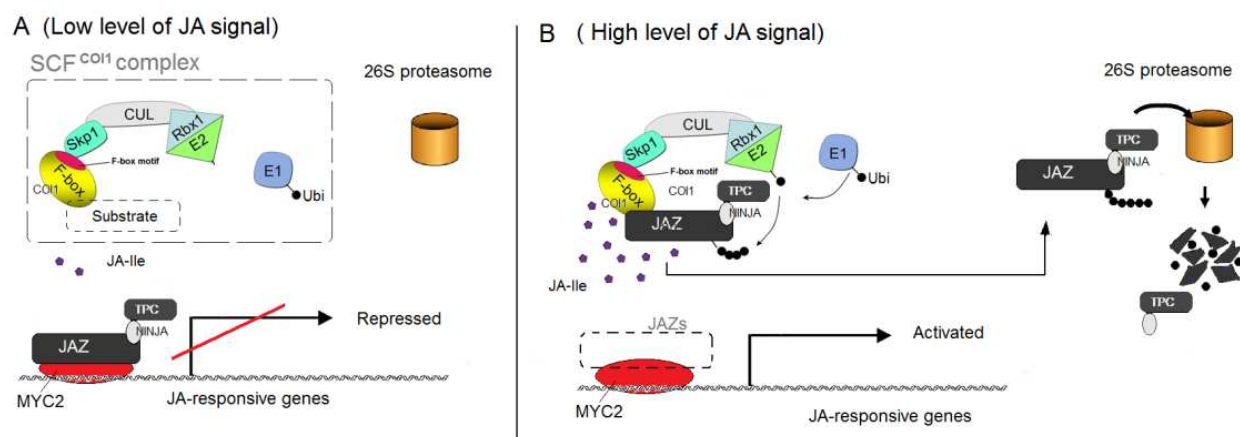 A (Low level of JA signal)
SCF COI1 complex
26S proteasome
CUL
Skp1
Rbx1
E2
F-box motif
F-box
COI1
E1
Ubi
Substrate
JA-Ile
TPC
NINJA
JAZ
Repressed
MYC2
JA-responsive genes
B ( High level of JA signal)
26S proteasome
CUL
Skp1
Rbx1
E2
E1
F-box motif
F-box
COI1
COI1
Ubi
TPC
NINJA
JAZ
JA-Ile
TPC
NINJA
JAZ
TPC
JAZs
Activated
MYC2
JA-responsive genes